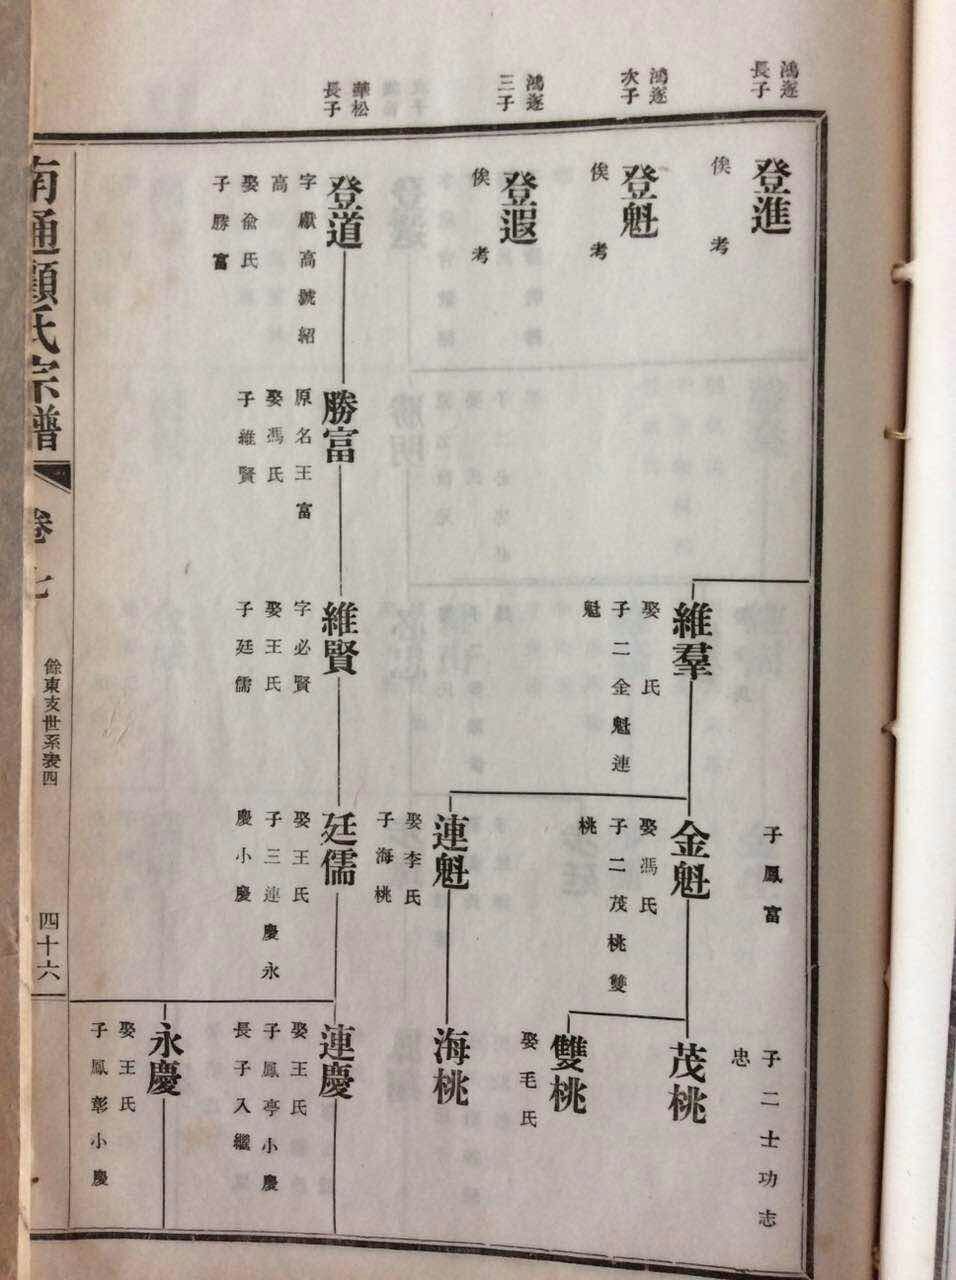 鴻逐
長子
鴻逐
次子
鴻逐
三子
華松
長子
登進
俟考
登魁
俟考
登遐
俟考
登道
字獻高號紹
高
娶兪氏
子勝富
勝富
原名王富
娶馮氏
子維賢
維羣
娶氏
子二金魁連
魁
維賢
字必賢
娶王氏
子廷儒
子鳳富
金魁
娶馮氏
子二茂桃雙
桃
連魁
娶李氏
子海桃
廷儒
娶王氏
子三連慶永
慶小慶
子二士功志
忠
茂桃
雙桃
娶毛氏
海桃
連慶
娶王氏
子鳳亭小慶
長子入繼
永慶
娶王氏
子鳳彰小慶
南通顧氏宗譜
卷七
餘東支世系表四
四十六